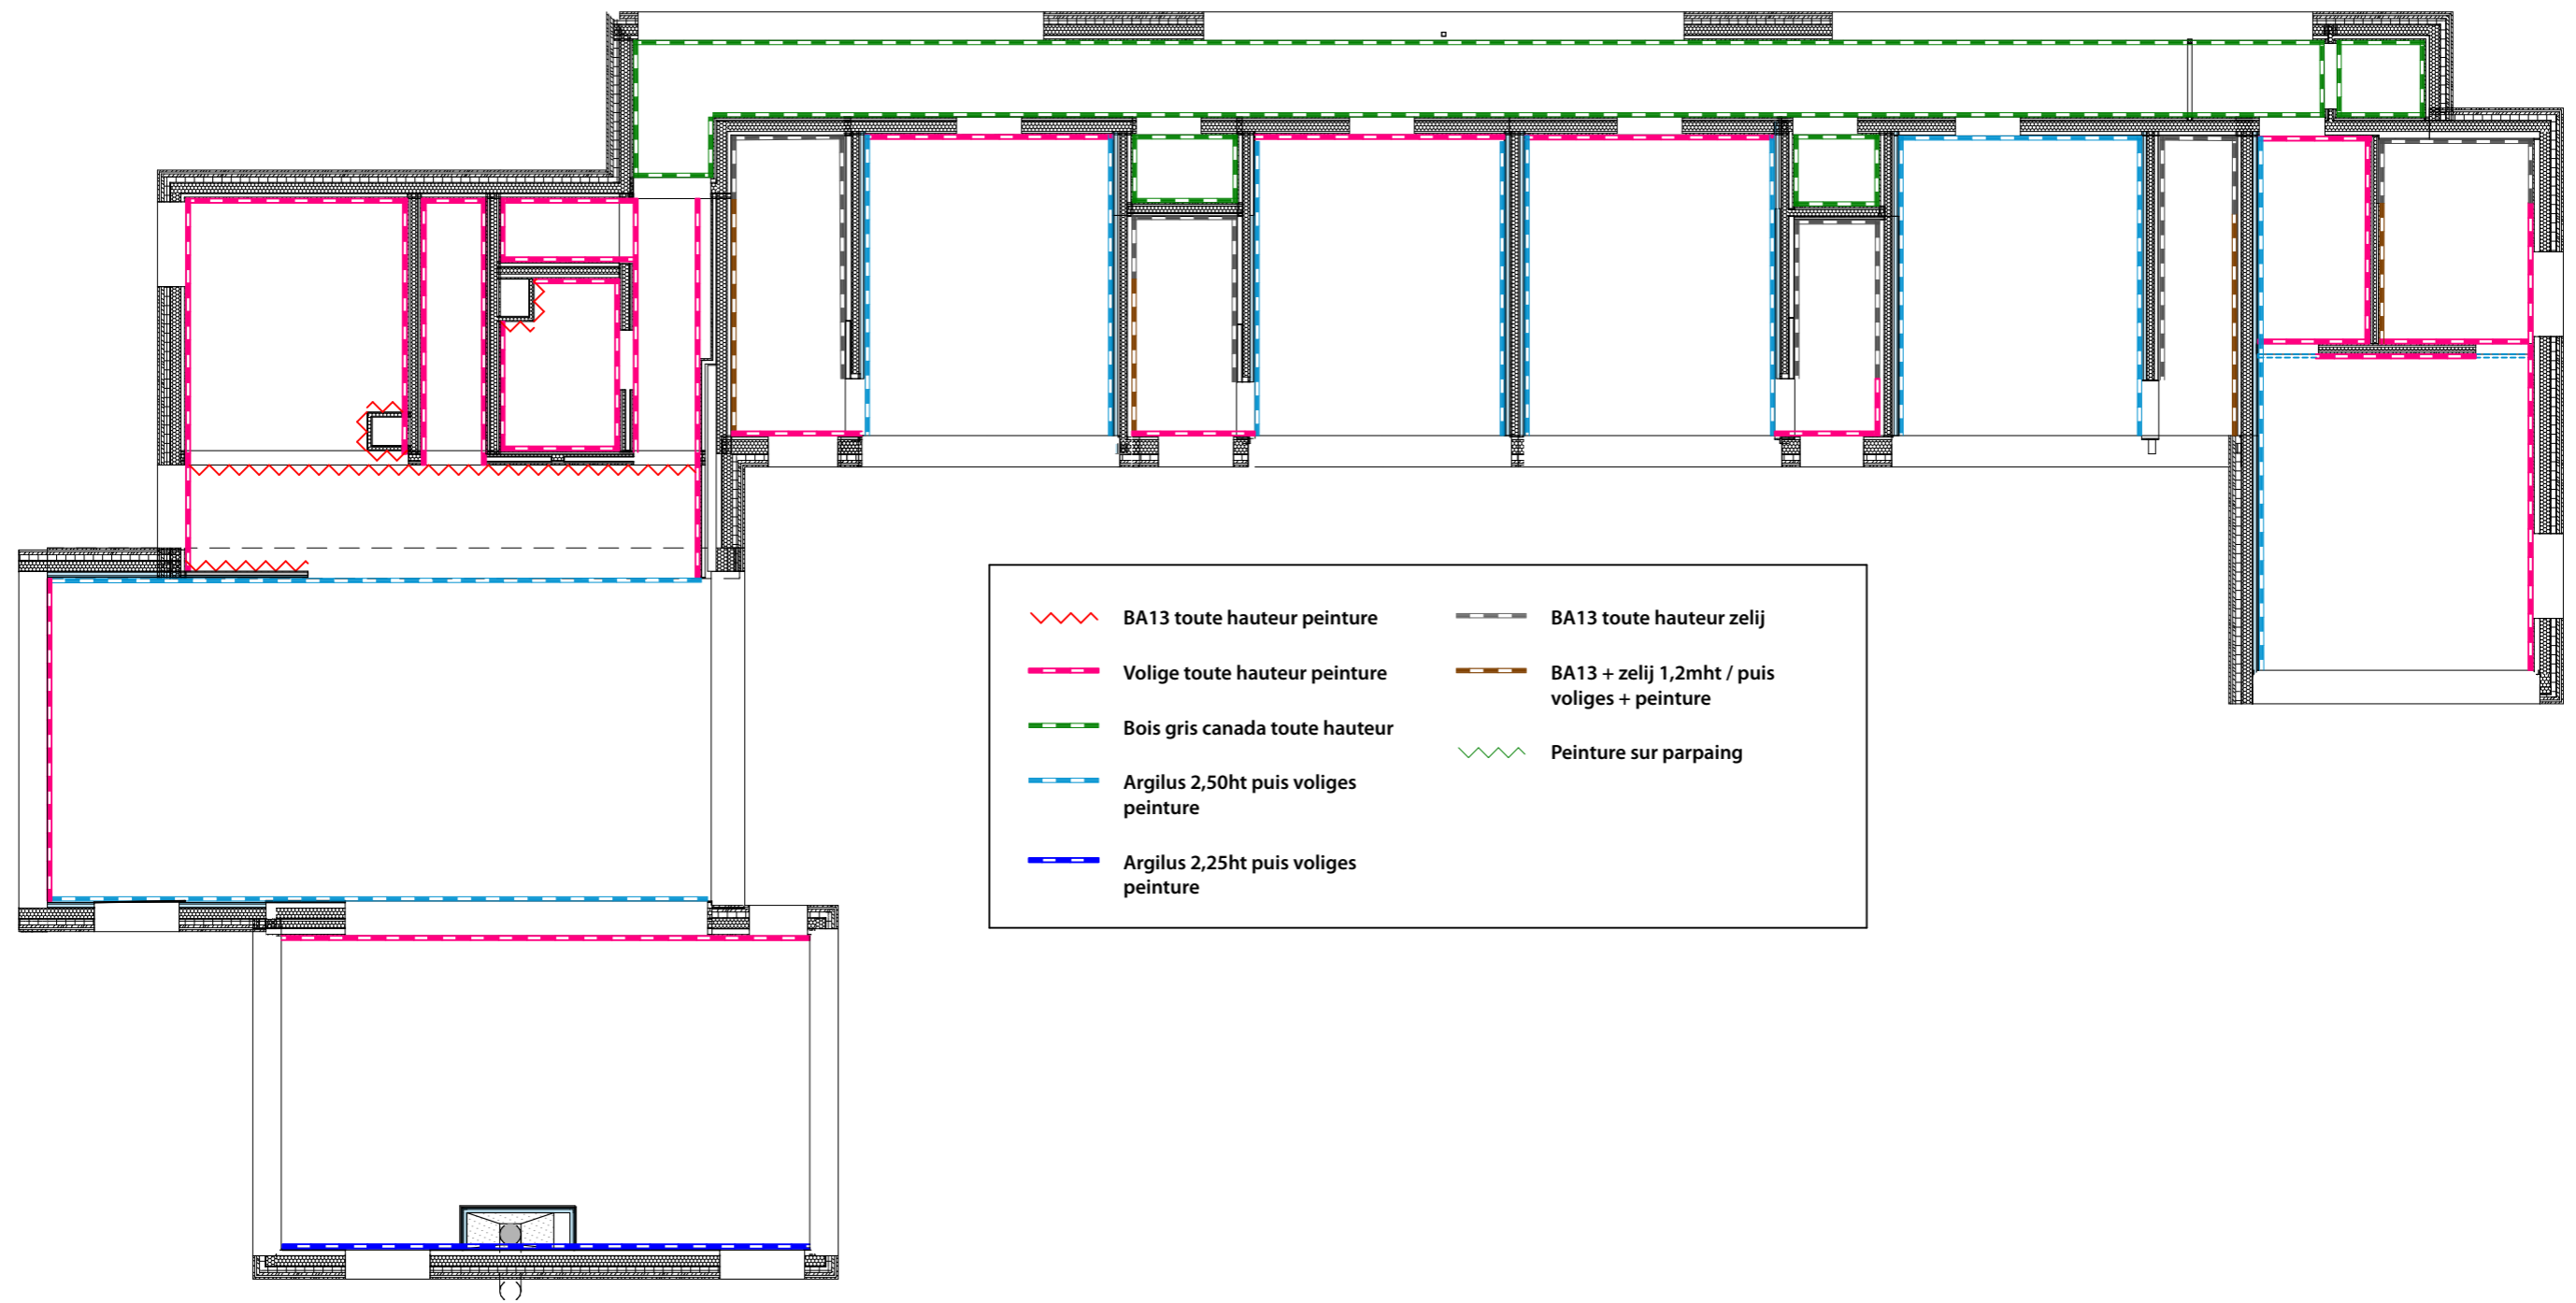 BA13 toute hauteur peinture
Volige toute hauteur peinture
Bois gris canada toute hauteur
Argilus 2,50ht puis voliges
peinture
Argilus 2,25ht puis voliges
peinture
BA13 toute hauteur zelij
BA13 + zelij 1,2mht / puis
voliges + peinture
Peinture sur parpaing